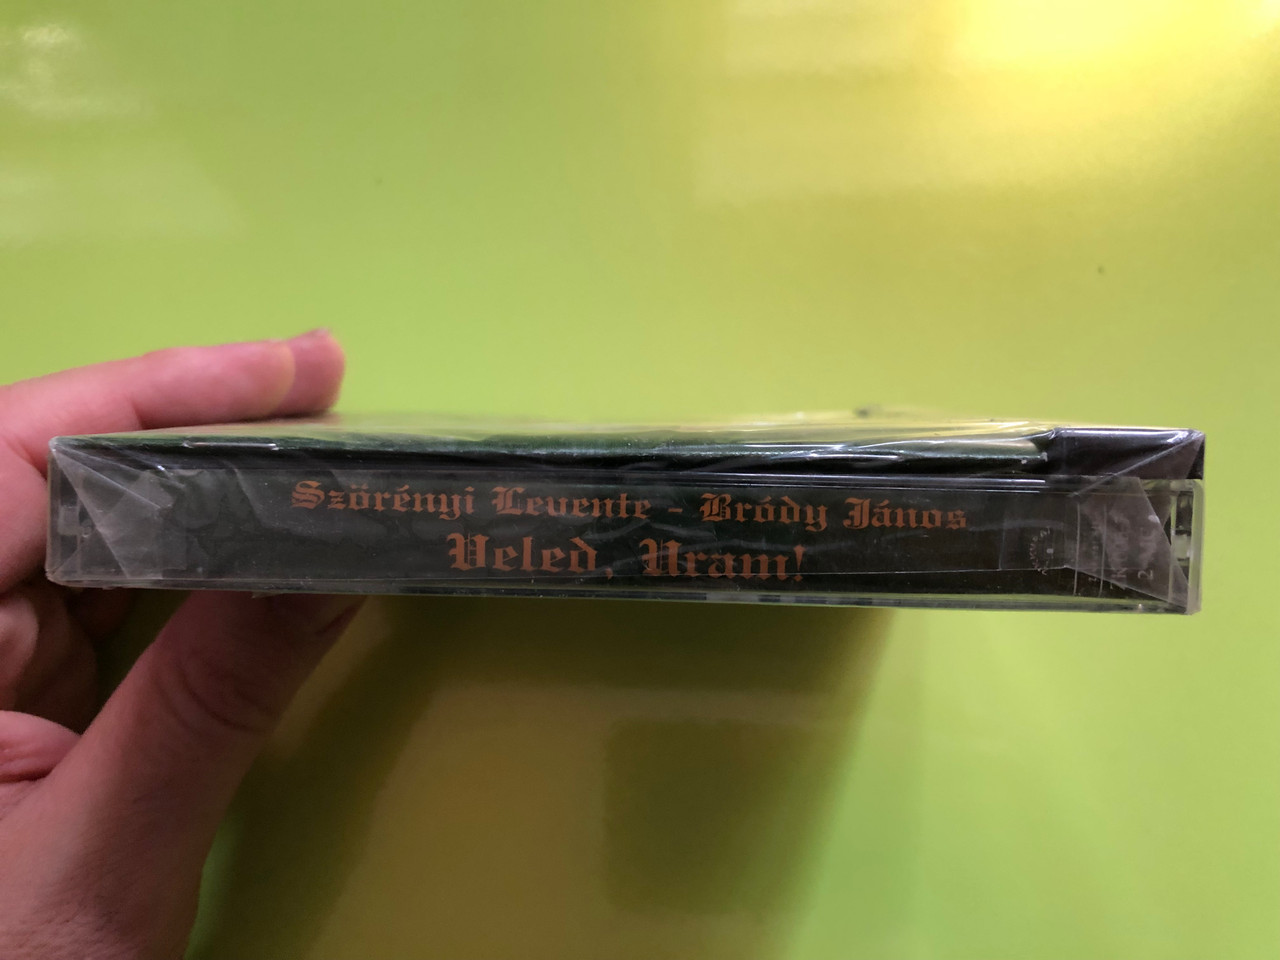 Szörényi Levente - Bródy János
Veled, Uram!